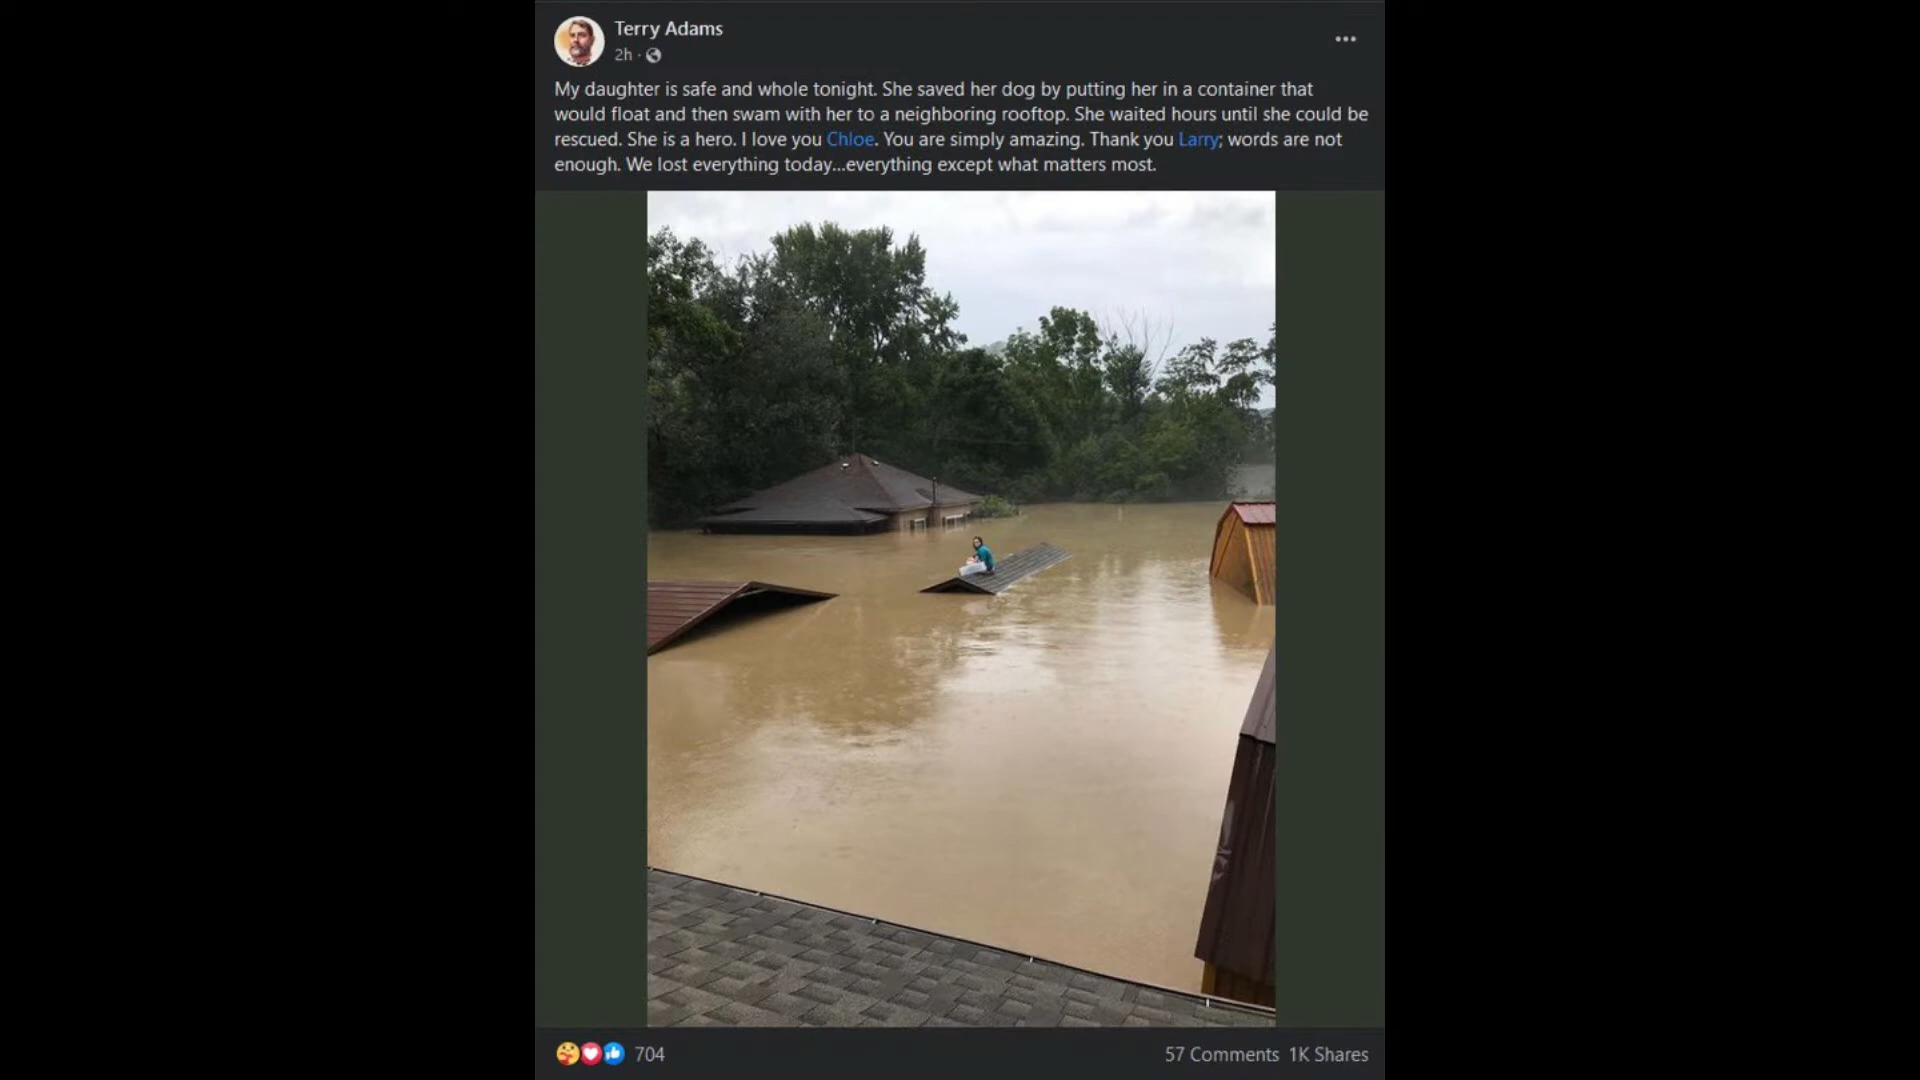 Terry Adams
2h ·
My daughter is safe and whole tonight. She saved her dog by putting her in a container that
would float and then swam with her to a neighboring rooftop. She waited hours until she could be
rescued. She is a hero. I love you Chloe. You are simply amazing. Thank you Larry; words are not
enough. We lost everything today...everything except what matters most.
704
57 Comments 1K Shares